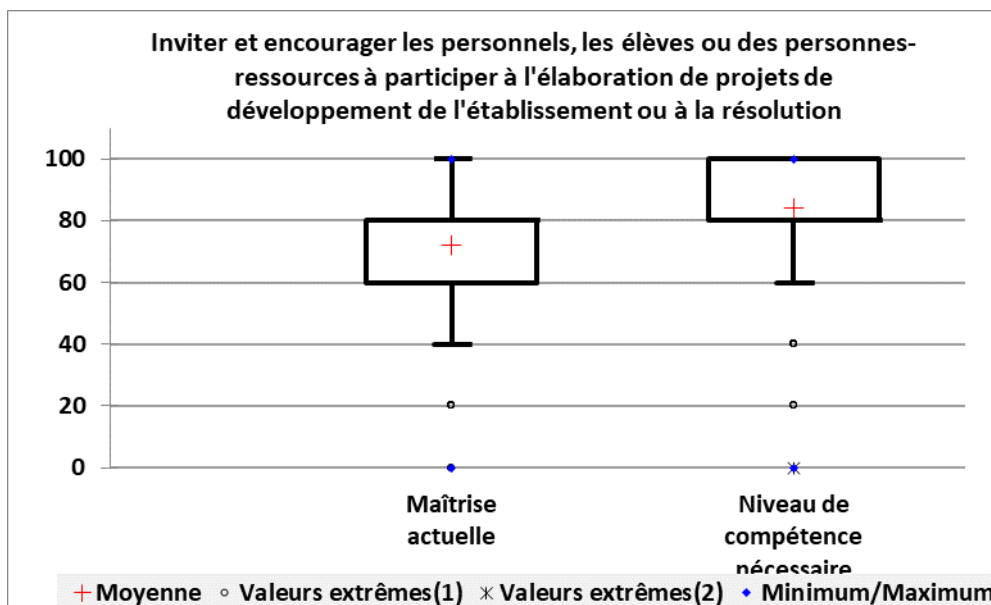 Inviter et encourager les personnels, les élèves ou des personnes-
ressources à participer à l'élaboration de projets de
développement de l'établissement ou à la résolution
100
80
60
40
20
0
Maîtrise
actuelle
Niveau de
compétence
nécessaire
Moyenne Valeurs extrêmes(1) Valeurs extrêmes(2) Minimum/Maximum